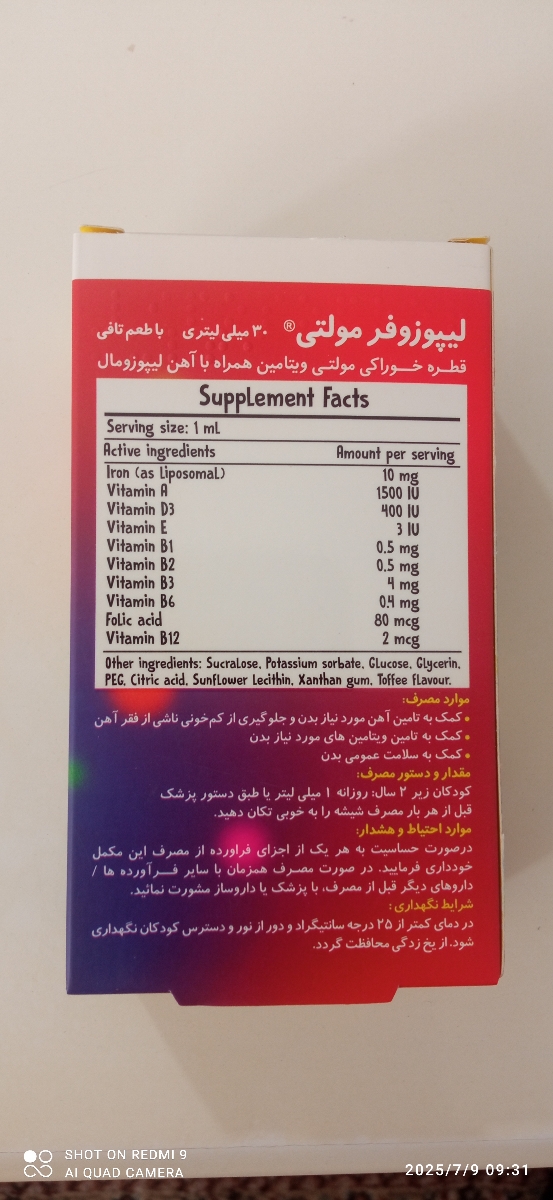 لیپوزوفر مولتی® ۳۰ میلی لیتری با طعم تافی
قطره خوراکی مولتی ویتامین همراه با آهن لیپوزومال
Supplement Facts
Serving size: 1 mL
Active ingredients Amount per serving
Iron (as Liposomal) 10 mg
Vitamin A 1500 IU
Vitamin D3 400 IU
Vitamin E 3 IU
Vitamin B1 0.5 mg
Vitamin B2 0.5 mg
Vitamin B3 4 mg
Vitamin B6 0.4 mg
Folic acid 80 mcg
Vitamin B12 2 mcg
Other ingredients: Sucralose, Potassium sorbate, Glucose, Glycerin,
PEG, Citric acid, Sunflower Lecithin, Xanthan gum, Toffee flavour.
موارد مصرف:
• کمک به تامین آهن مورد نیاز بدن و جلوگیری از کم‌خونی ناشی از فقر آهن
• کمک به تامین ویتامین های مورد نیاز بدن
• کمک به سلامت عمومی بدن
مقدار و دستور مصرف:
کودکان زیر ۲ سال: روزانه ۱ میلی لیتر یا طبق دستور پزشک
قبل از هر بار مصرف شیشه را به خوبی تکان دهید.
موارد احتیاط و هشدار:
درصورت حساسیت به هر یک از اجزای فراورده از مصرف این مکمل
خودداری فرمایید. در صورت مصرف همزمان با سایر فـرآورده ها /
داروهای دیگر قبل از مصرف، با پزشک یا داروساز مشورت نمائید.
شرایط نگهداری:
در دمای کمتر از ۲۵ درجه سانتیگراد و دور از نور و دسترس کودکان نگهداری
شود. از یخ زدگی محافظت گردد.
SHOT ON REDMI 9
AI QUAD CAMERA
2025/7/9 09:31